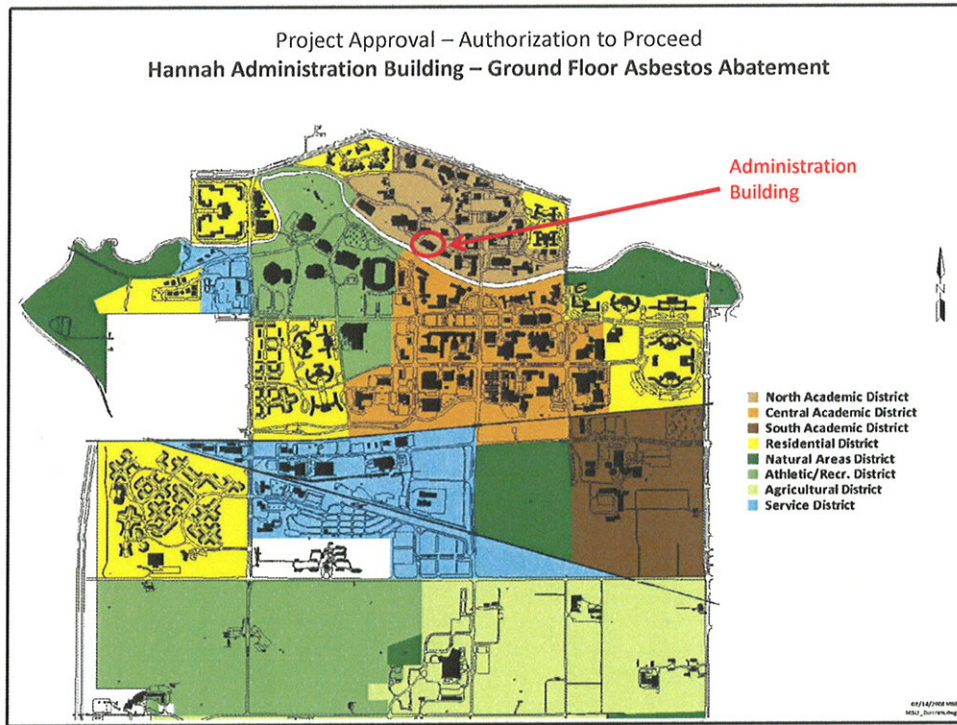 Project Approval – Authorization to Proceed
Hannah Administration Building – Ground Floor Asbestos Abatement
Administration
Building
N
North Academic District
Central Academic District
South Academic District
Residential District
Natural Areas District
Athletic/Recr. District
Agricultural District
Service District